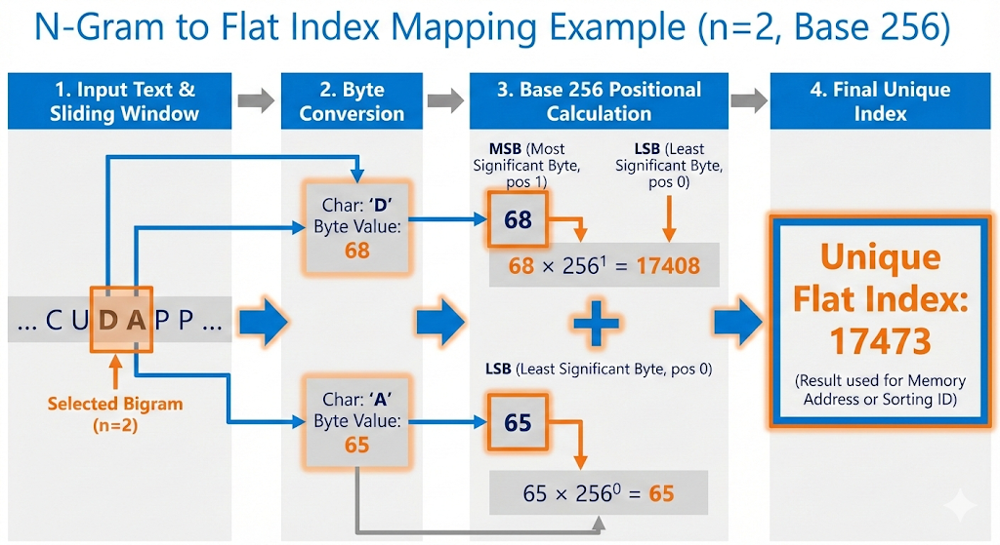 N-Gram to Flat Index Mapping Example (n=2, Base 256)
1. Input Text &
Sliding Window
2. Byte
Conversion
3. Base 256 Positional
Calculation
4. Final Unique
Index
... C U D A P P ...
Selected Bigram
(n=2)
Char: 'D'
Byte Value:
68
Char: 'A'
Byte Value:
65
MSB (Most
Significant Byte,
pos 1)
LSB (Least
Significant Byte,
pos 0)
68
68 × 256¹ = 17408
LSB (Least Significant Byte, pos 0)
65
65 × 256⁰ = 65
Unique
Flat Index:
17473
(Result used for Memory
Address or Sorting ID)